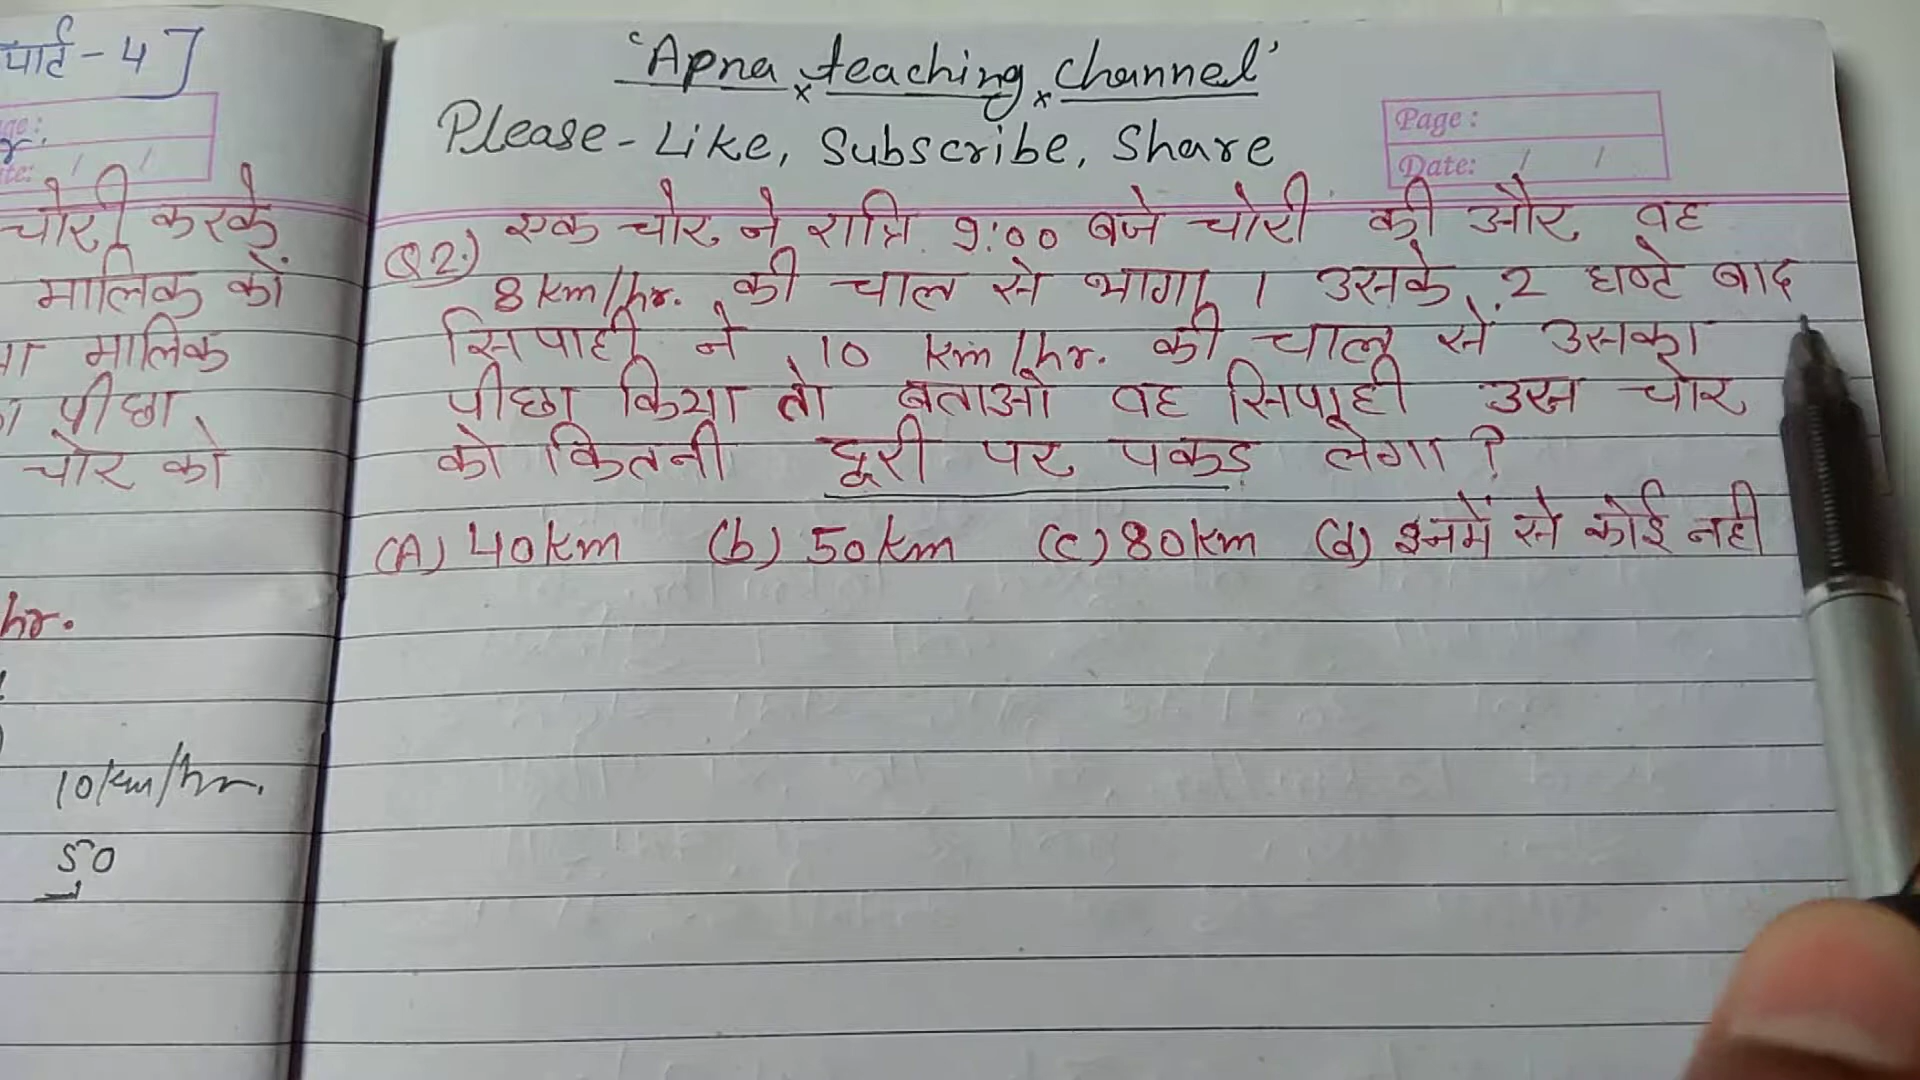 पार्ट - 4]
चोरी करके
मालिक को
मालिक
पीछा
चोर को
hr.
10 km/hr.
50
'Apna x teaching x channel'
Please - Like, Subscribe, Share
Page :
Date: / /
Q2.) एक चोर ने रात्रि 9:00 बजे चोरी की और वह
8 km/hr. की चाल से भागा । उसके 2 घण्टे बाद
सिपाही ने 10 km/hr. की चाल से उसका
पीछा किया तो बताओ वह सिपाही उस चोर
को कितनी दूरी पर पकड़ लेगा ?
(A) 40km (b) 50km (c) 80km (d) इनमें से कोई नही